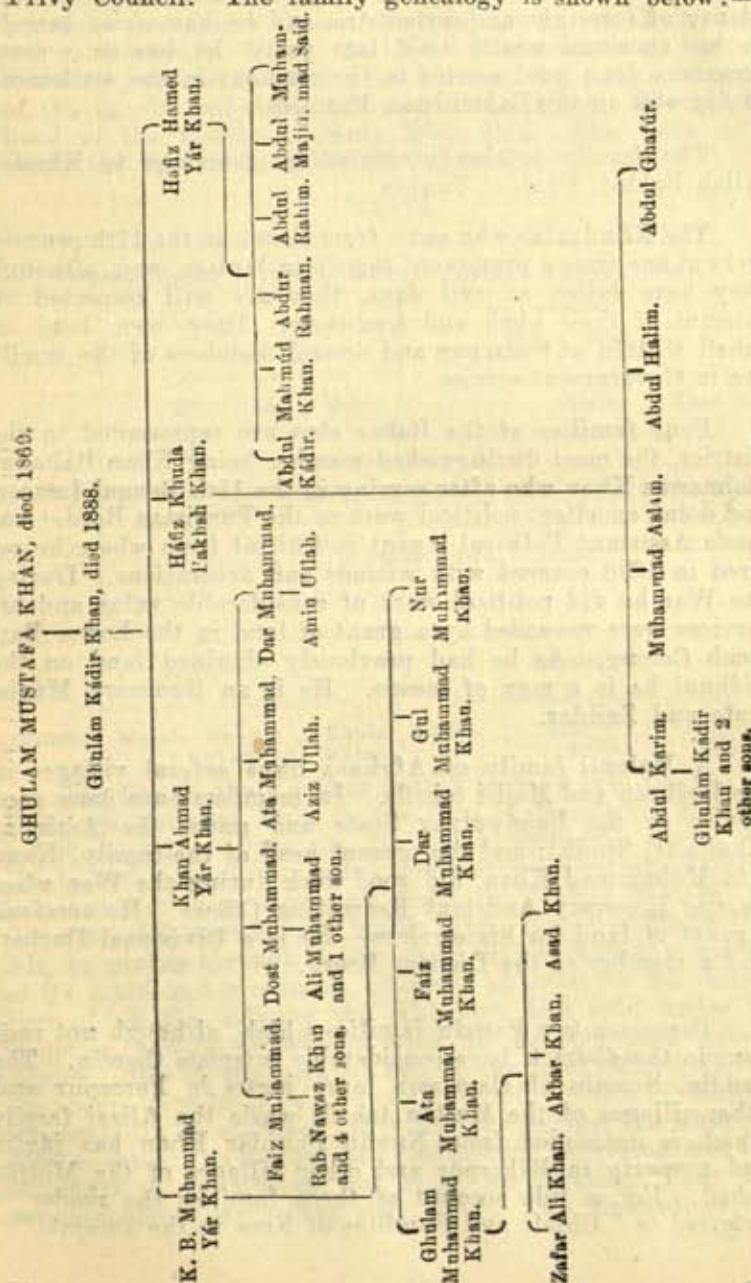 Privy Council. The family genealogy is shown below:—
GHULAM MUSTAFA KHAN, died 1869.
Ghulám Kádir Khan, died 1888.
K. B. Muhammad Yár Khan.
Khan Ahmad Yár Khan.
Háfiz Khuda Bakhsh Khan.
Hafiz Hamed Yár Khan.
Faiz Muhammad. Dost Muhammad. Ata Muhammad. Dar Muhammad.
Abdul Kádir. Mahmúd Khan. Abdur Rahman. Abdul Rahim. Abdul Majid. Muhammad Said.
Rab Nawaz Khan and 4 other sons.
Ali Muhammad and 1 other son.
Aziz Ullah.
Amin Ullah.
Ghulam Muhammad Khan.
Ata Muhammad Khan.
Faiz Muhammad Khan.
Dar Muhammad Khan.
Gul Muhammad Khan.
Nur Muhammad Khan.
Zafar Ali Khan. Akbar Khan. Asad Khan.
Abdul Karim. Muhammad Aslam. Abdul Halim. Abdul Ghafúr.
Ghulám Kadir Khan and 2 other sons.